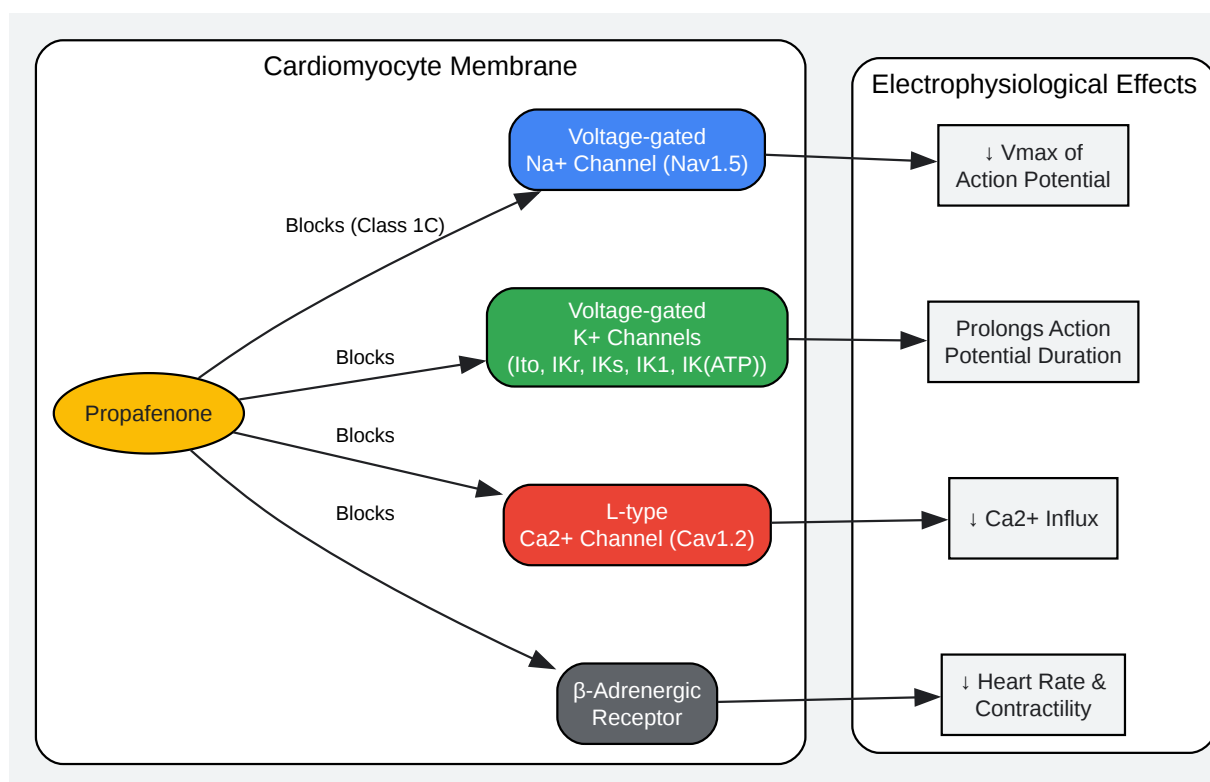 Cardiomyocyte Membrane
Electrophysiological Effects
Voltage-gated
Na+ Channel (Nav1.5)
↓ Vmax of
Action Potential
Blocks (Class 1C)
Voltage-gated
K+ Channels
(Ito, IKr, IKs, IK1, IK(ATP))
Prolongs Action
Potential Duration
Blocks
Propafenone
Blocks
L-type
Ca2+ Channel (Cav1.2)
↓ Ca2+ Influx
Blocks
β-Adrenergic
Receptor
↓ Heart Rate &
Contractility